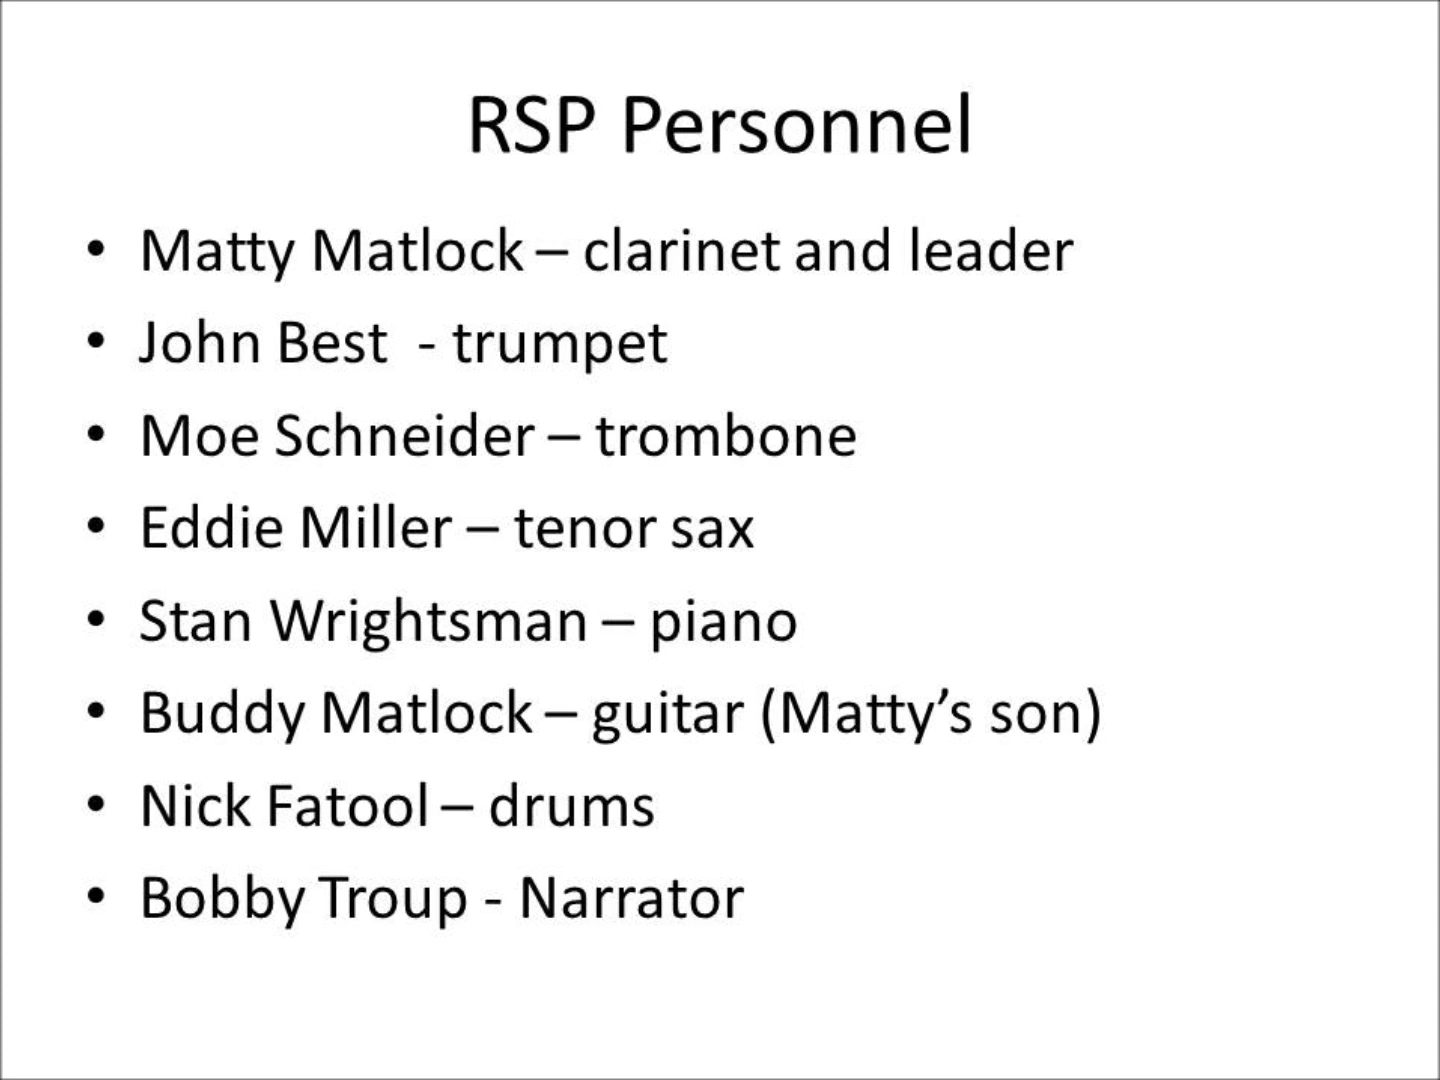 RSP Personnel
• Matty Matlock – clarinet and leader
• John Best  - trumpet
• Moe Schneider – trombone
• Eddie Miller – tenor sax
• Stan Wrightsman – piano
• Buddy Matlock – guitar (Matty’s son)
• Nick Fatool – drums
• Bobby Troup - Narrator